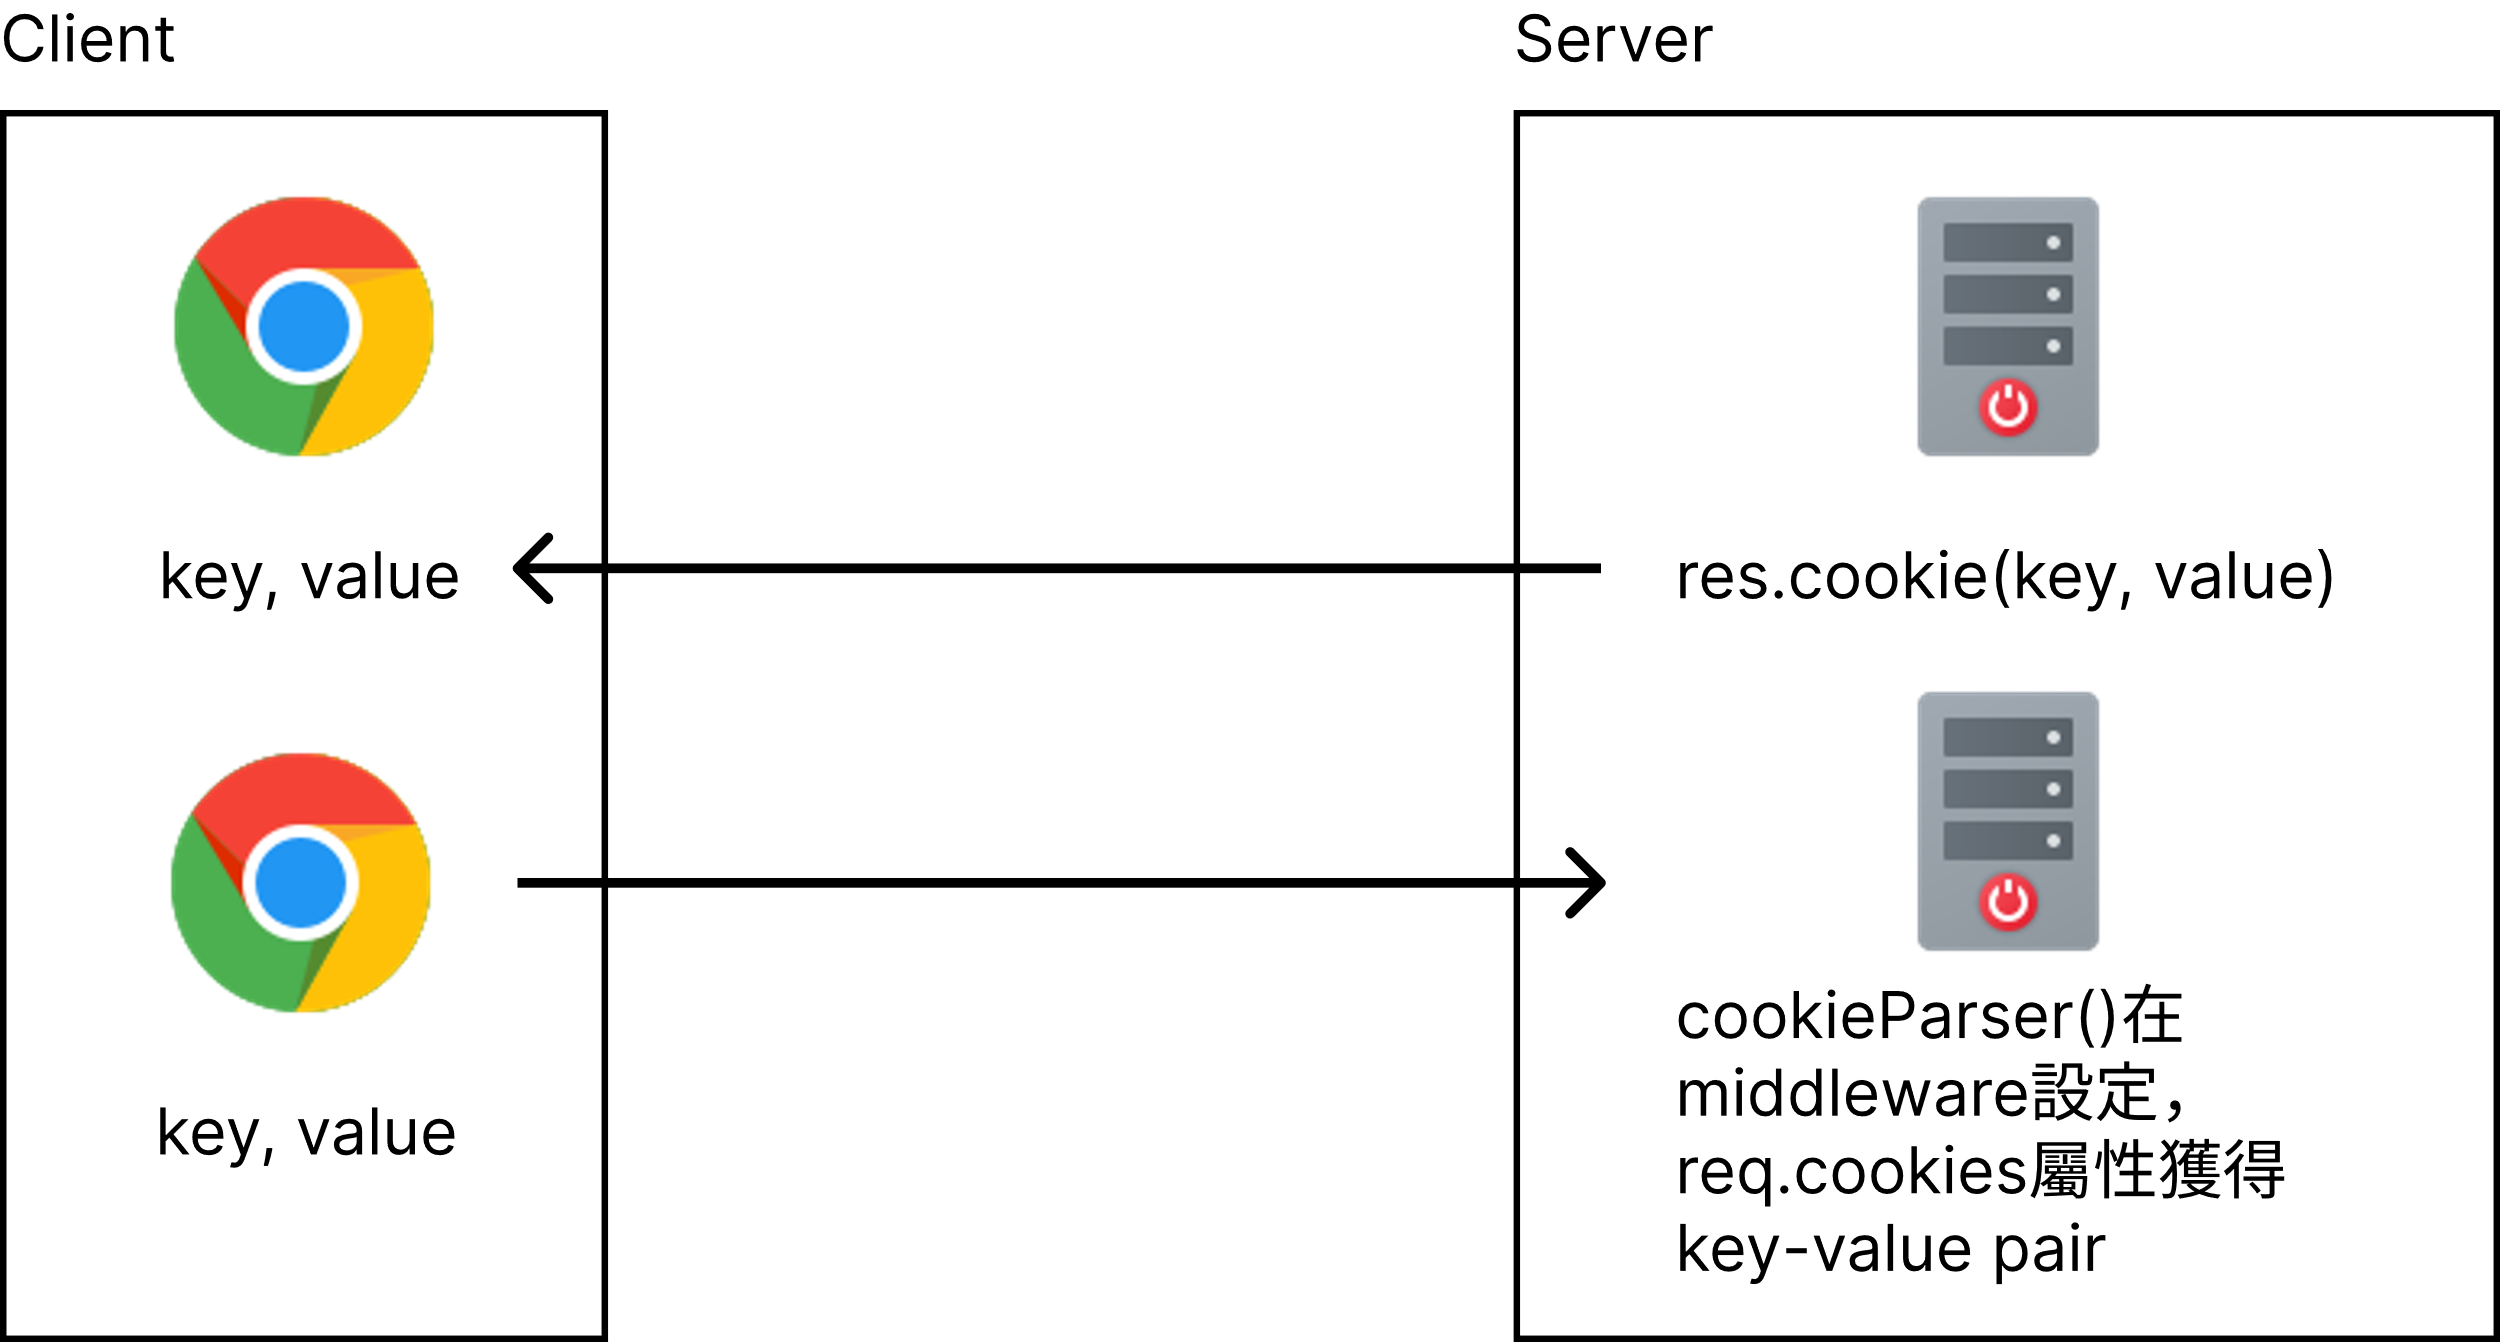 Client
Server
key, value
res.cookie(key, value)
key, value
cookieParser()在
middleware設定，
req.cookies屬性獲得
key-value pair